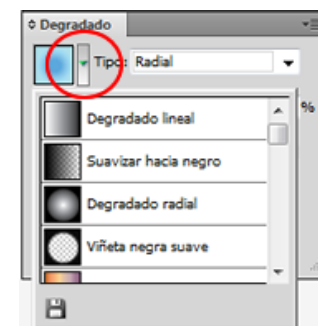 Degradado
Tipo: Radial
%
Degradado lineal
Suavizar hacia negro
Degradado radial
Viñeta negra suave